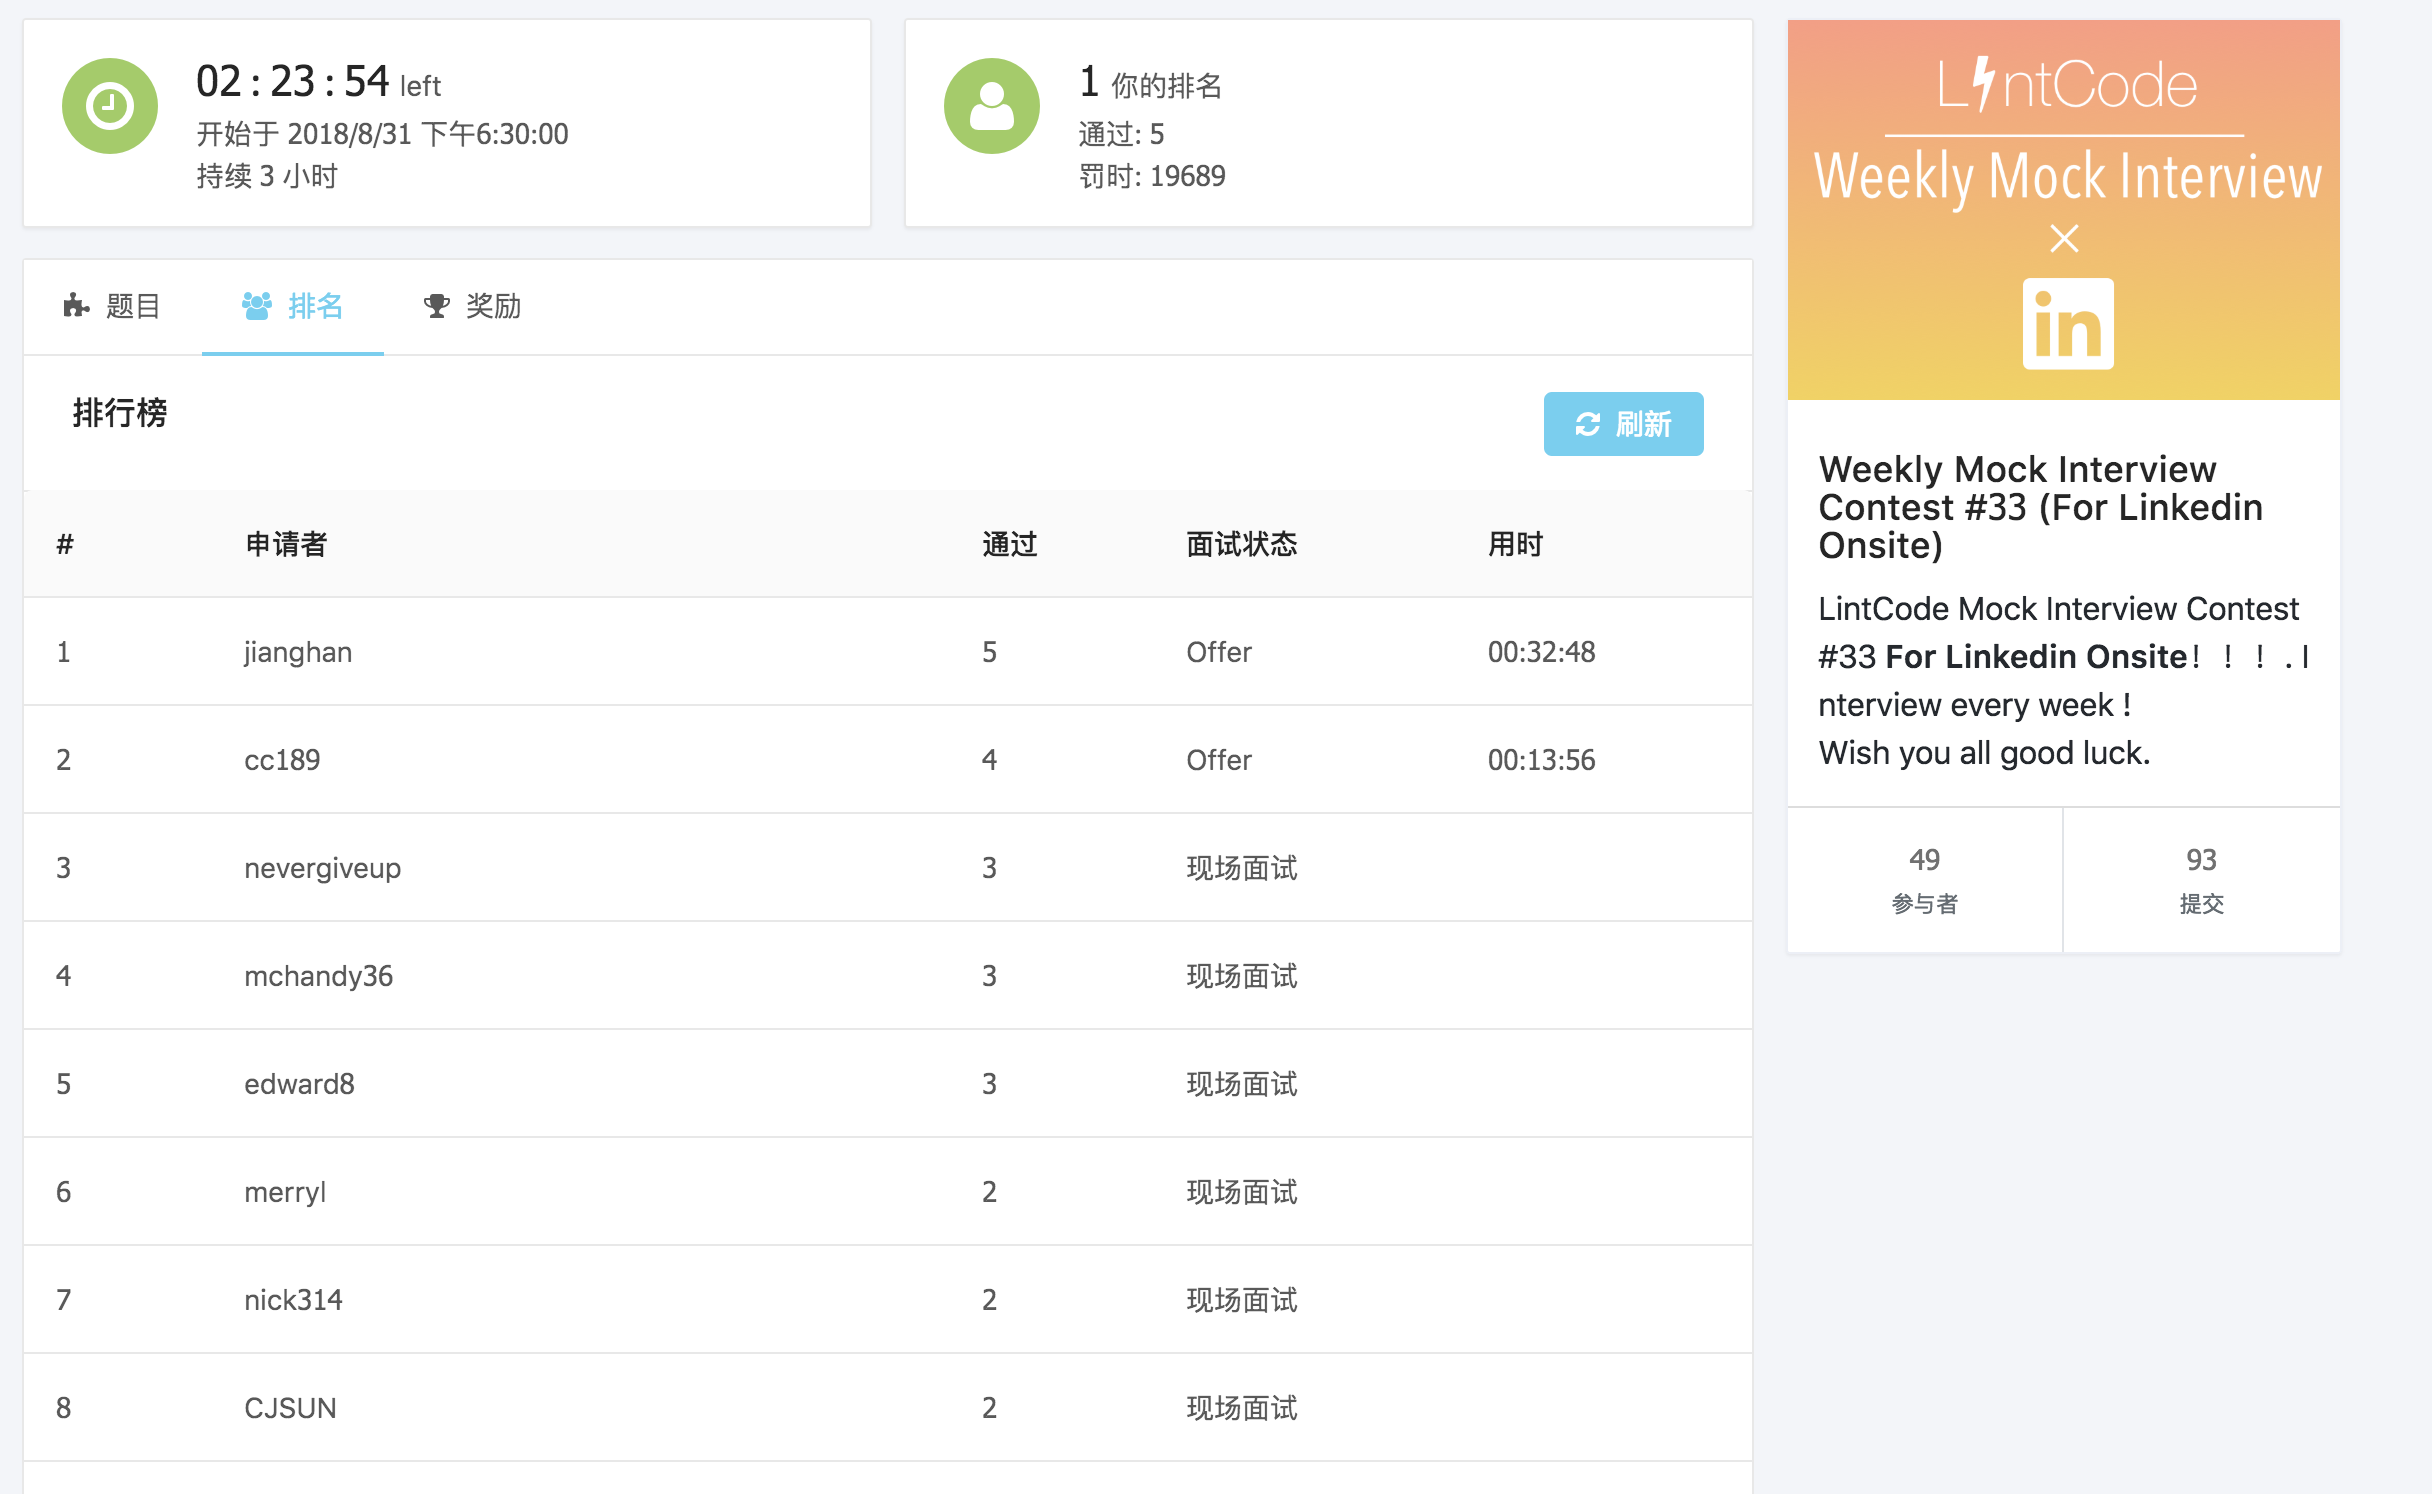 02 : 23 : 54 left
开始于 2018/8/31 下午6:30:00
持续 3 小时
1 你的排名
通过: 5
罚时: 19689
题目 排名 奖励
排行榜
刷新
# 申请者 通过 面试状态 用时
1 jianghan 5 Offer 00:32:48
2 cc189 4 Offer 00:13:56
3 nevergiveup 3 现场面试
4 mchandy36 3 现场面试
5 edward8 3 现场面试
6 merryl 2 现场面试
7 nick314 2 现场面试
8 CJSUN 2 现场面试
LintCode
Weekly Mock Interview
×
in
Weekly Mock Interview
Contest #33 (For Linkedin
Onsite)
LintCode Mock Interview Contest
#33 For Linkedin Onsite！！！. I
nterview every week !
Wish you all good luck.
49
参与者
93
提交